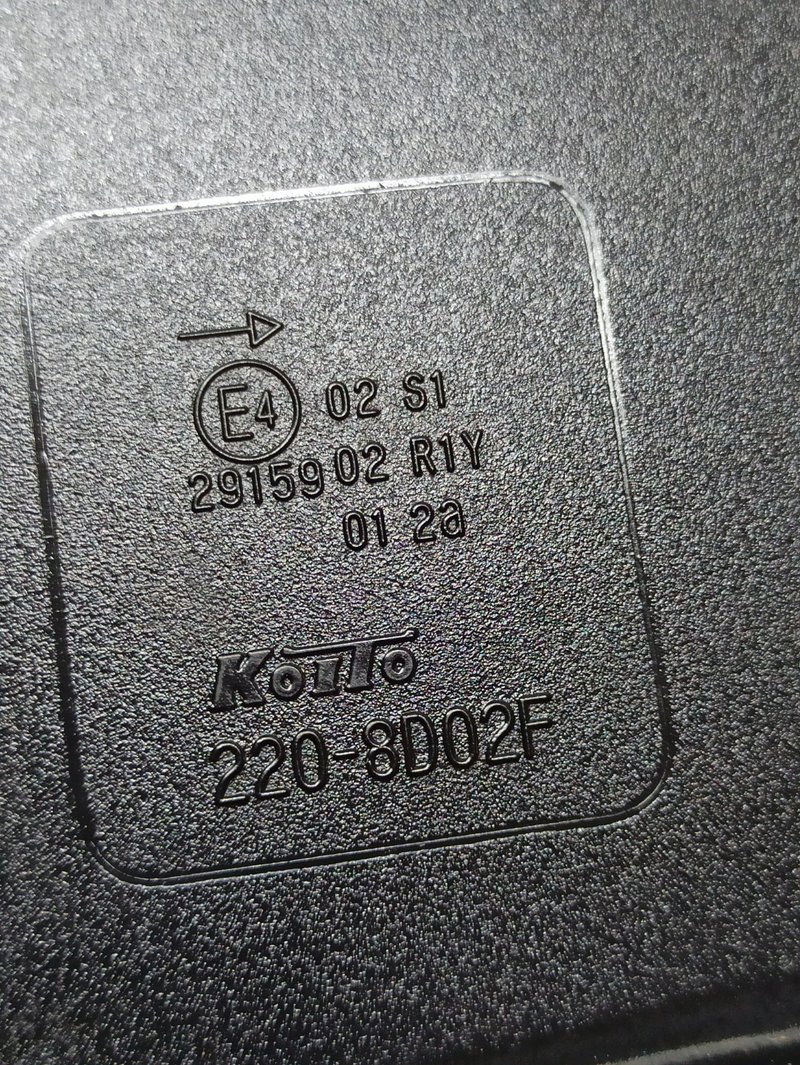 E4 02 S1
29159 02 R1Y
01 2a
KOITO
220-8D02F